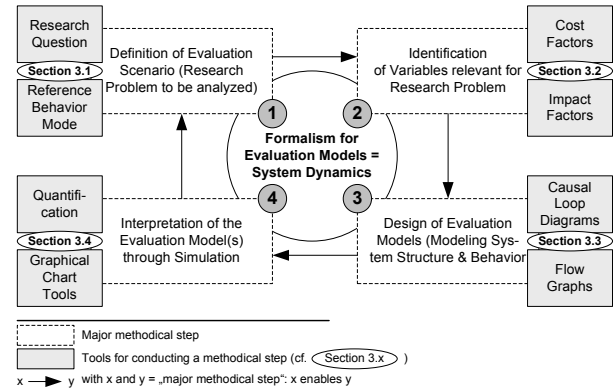 Research
Question
Section 3.1
Reference
Behavior
Mode
Definition of Evaluation
Scenario (Research
Problem to be analyzed)
1
Identification
of Variables relevant for
Research Problem
2
Cost
Factors
Section 3.2
Impact
Factors
Formalism for
Evaluation Models =
System Dynamics
Quantifi-
cation
Section 3.4
Graphical
Chart
Tools
4
Interpretation of the
Evaluation Model(s)
through Simulation
3
Design of Evaluation
Models (Modeling Sys-
tem Structure & Behavior
Causal
Loop
Diagrams
Section 3.3
Flow
Graphs
Major methodical step
Tools for conducting a methodical step (cf. Section 3.x )
x y with x and y = „major methodical step“: x enables y